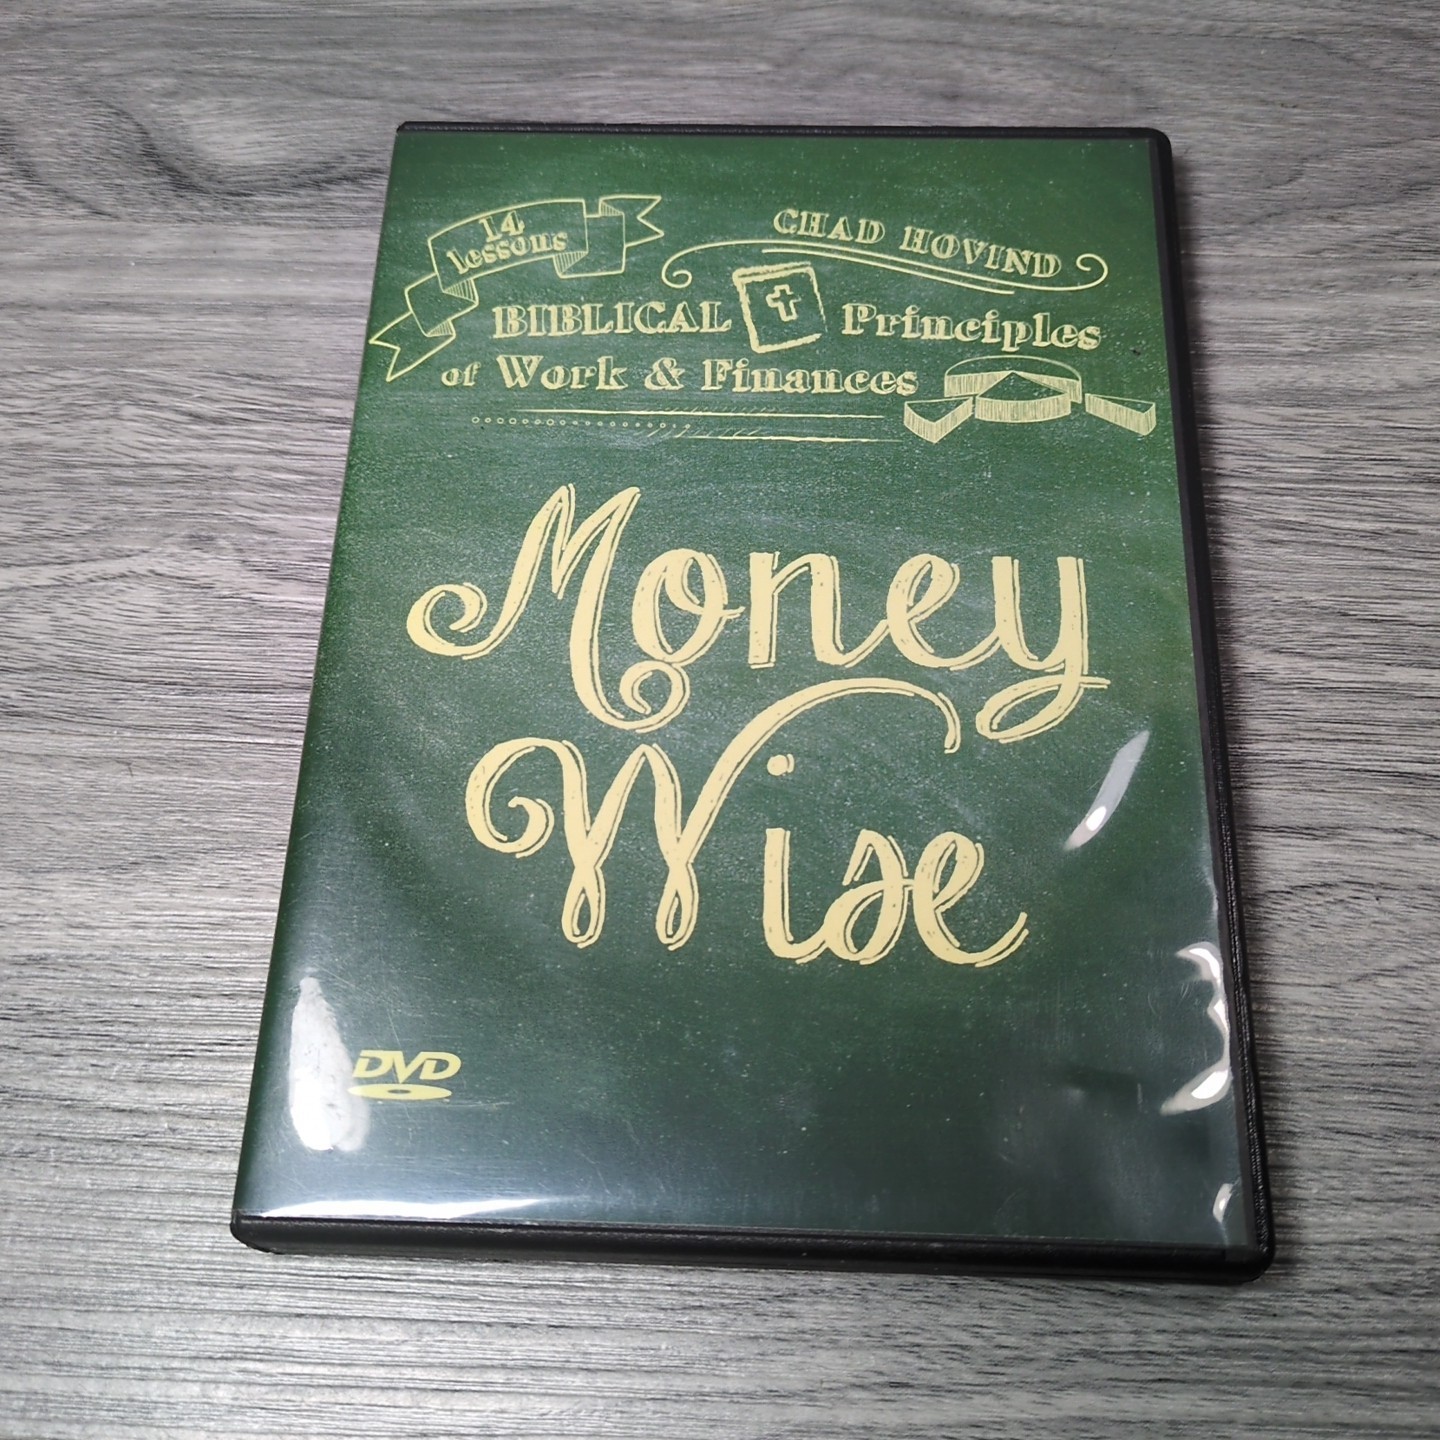 14
lessons
CHAD HOVIND
BIBLICAL Principles
of Work & Finances
Money
Wise
DVD